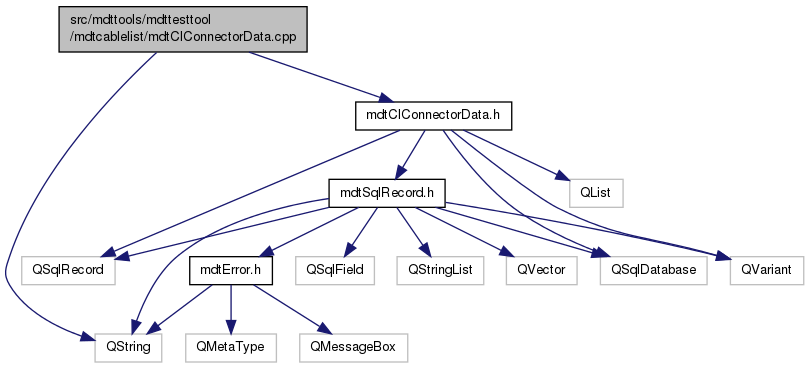 src/mdttools/mdttesttool
/mdtcablelist/mdtClConnectorData.cpp
mdtClConnectorData.h
mdtSqlRecord.h
QList
QSqlRecord
mdtError.h
QSqlField
QStringList
QVector
QSqlDatabase
QVariant
QString
QMetaType
QMessageBox